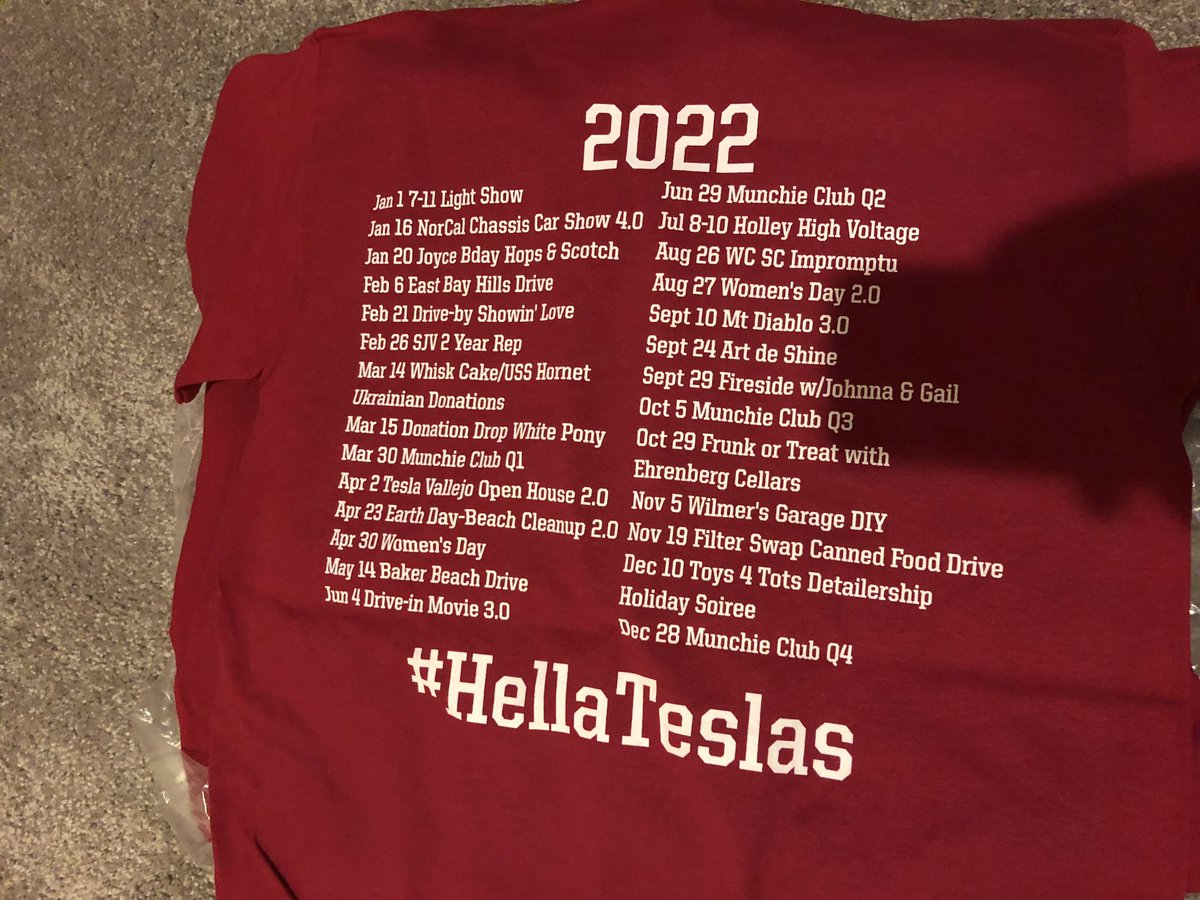 2022
Jan 1 7-11 Light Show
Jan 16 NorCal Chassis Car Show 4.0
Jan 20 Joyce Bday Hops & Scotch
Feb 6 East Bay Hills Drive
Feb 21 Drive-by Showin' Love
Feb 26 SJV 2 Year Rep
Mar 14 Whisk Cake/USS Hornet
Ukrainian Donations
Mar 15 Donation Drop White Pony
Mar 30 Munchie Club Q1
Apr 2 Tesla Vallejo Open House 2.0
Apr 23 Earth Day-Beach Cleanup 2.0
Apr 30 Women's Day
May 14 Baker Beach Drive
Jun 4 Drive-in Movie 3.0
Jun 29 Munchie Club Q2
Jul 8-10 Holley High Voltage
Aug 26 WC SC Impromptu
Aug 27 Women's Day 2.0
Sept 10 Mt Diablo 3.0
Sept 24 Art de Shine
Sept 29 Fireside w/Johnna & Gail
Oct 5 Munchie Club Q3
Oct 29 Frunk or Treat with
Ehrenberg Cellars
Nov 5 Wilmer's Garage DIY
Nov 19 Filter Swap Canned Food Drive
Dec 10 Toys 4 Tots Detailership
Holiday Soiree
Dec 28 Munchie Club Q4
#HellaTeslas